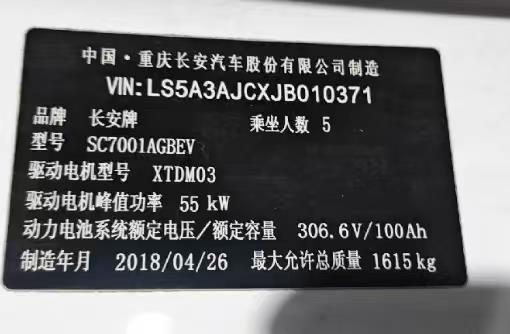 中国·重庆长安汽车股份有限公司制造
VIN:LS5A3AJCXJB010371
品牌 长安牌 乘坐人数 5
型号 SC7001AGBEV
驱动电机型号 XTDM03
驱动电机峰值功率 55 kW
动力电池系统额定电压/额定容量 306.6V/100Ah
制造年月 2018/04/26 最大允许总质量 1615kg